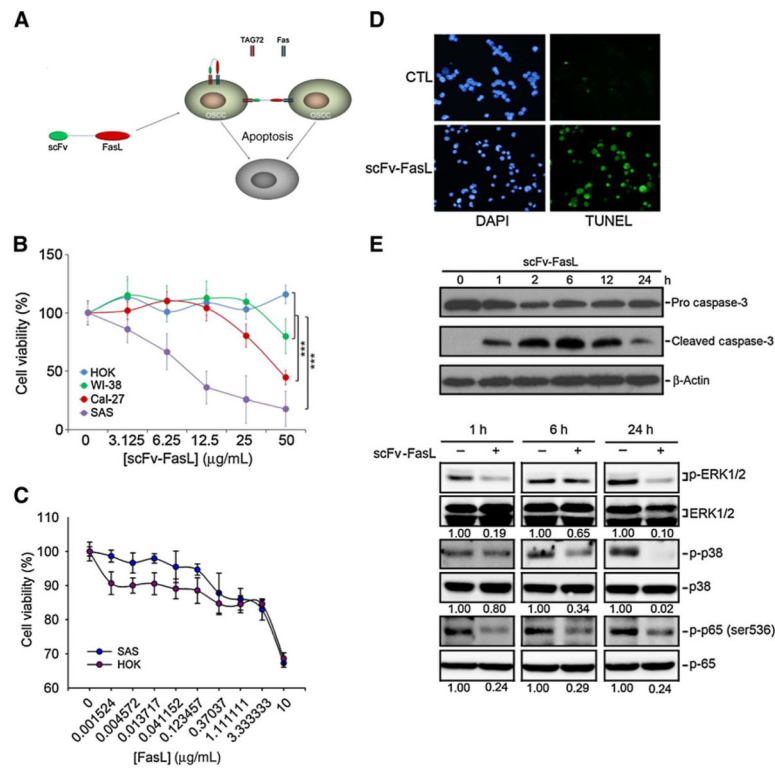 A
TAG72 Fas
OSCC OSCC
Apoptosis
scFv FasL
B
Cell viability (%)
150
100
50
0
HOK
WI-38
Cal-27
SAS
***
***
0 3.125 6.25 12.5 25 50
[scFv-FasL] (μg/mL)
C
Cell viability (%)
110
100
90
80
70
60
SAS
HOK
0 0.001524 0.004572 0.013717 0.041152 0.123457 0.37037 1.111111 3.333333 10
[FasL] (μg/mL)
D
CTL
scFv-FasL
DAPI TUNEL
E
scFv-FasL
0 1 2 6 12 24 h
Pro caspase-3
Cleaved caspase-3
β-Actin
1 h 6 h 24 h
scFv-FasL − + − + − +
p-ERK1/2
ERK1/2
1.00 0.19 1.00 0.65 1.00 0.10
p-p38
p38
1.00 0.80 1.00 0.34 1.00 0.02
p-p65 (ser536)
p-65
1.00 0.24 1.00 0.29 1.00 0.24